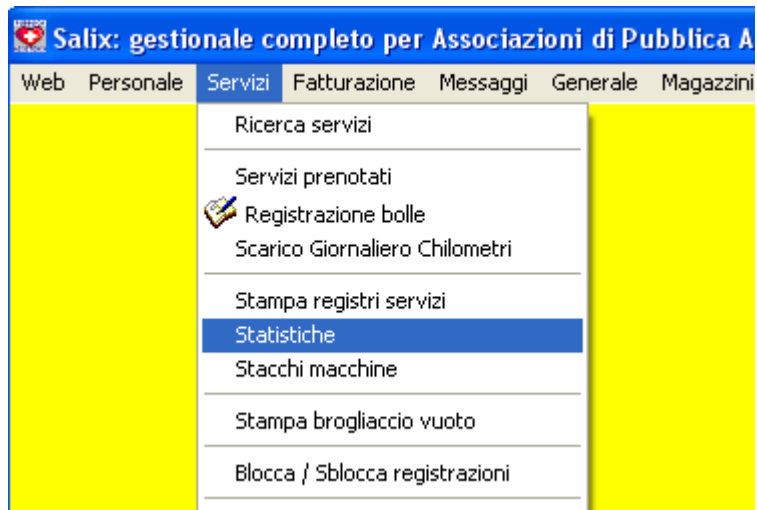 Salix: gestionale completo per Associazioni di Pubblica A
Web Personale Servizi Fatturazione Messaggi Generale Magazzini
Ricerca servizi
Servizi prenotati
Registrazione bolle
Scarico Giornaliero Chilometri
Stampa registri servizi
Statistiche
Stacchi macchine
Stampa brogliaccio vuoto
Blocca / Sblocca registrazioni